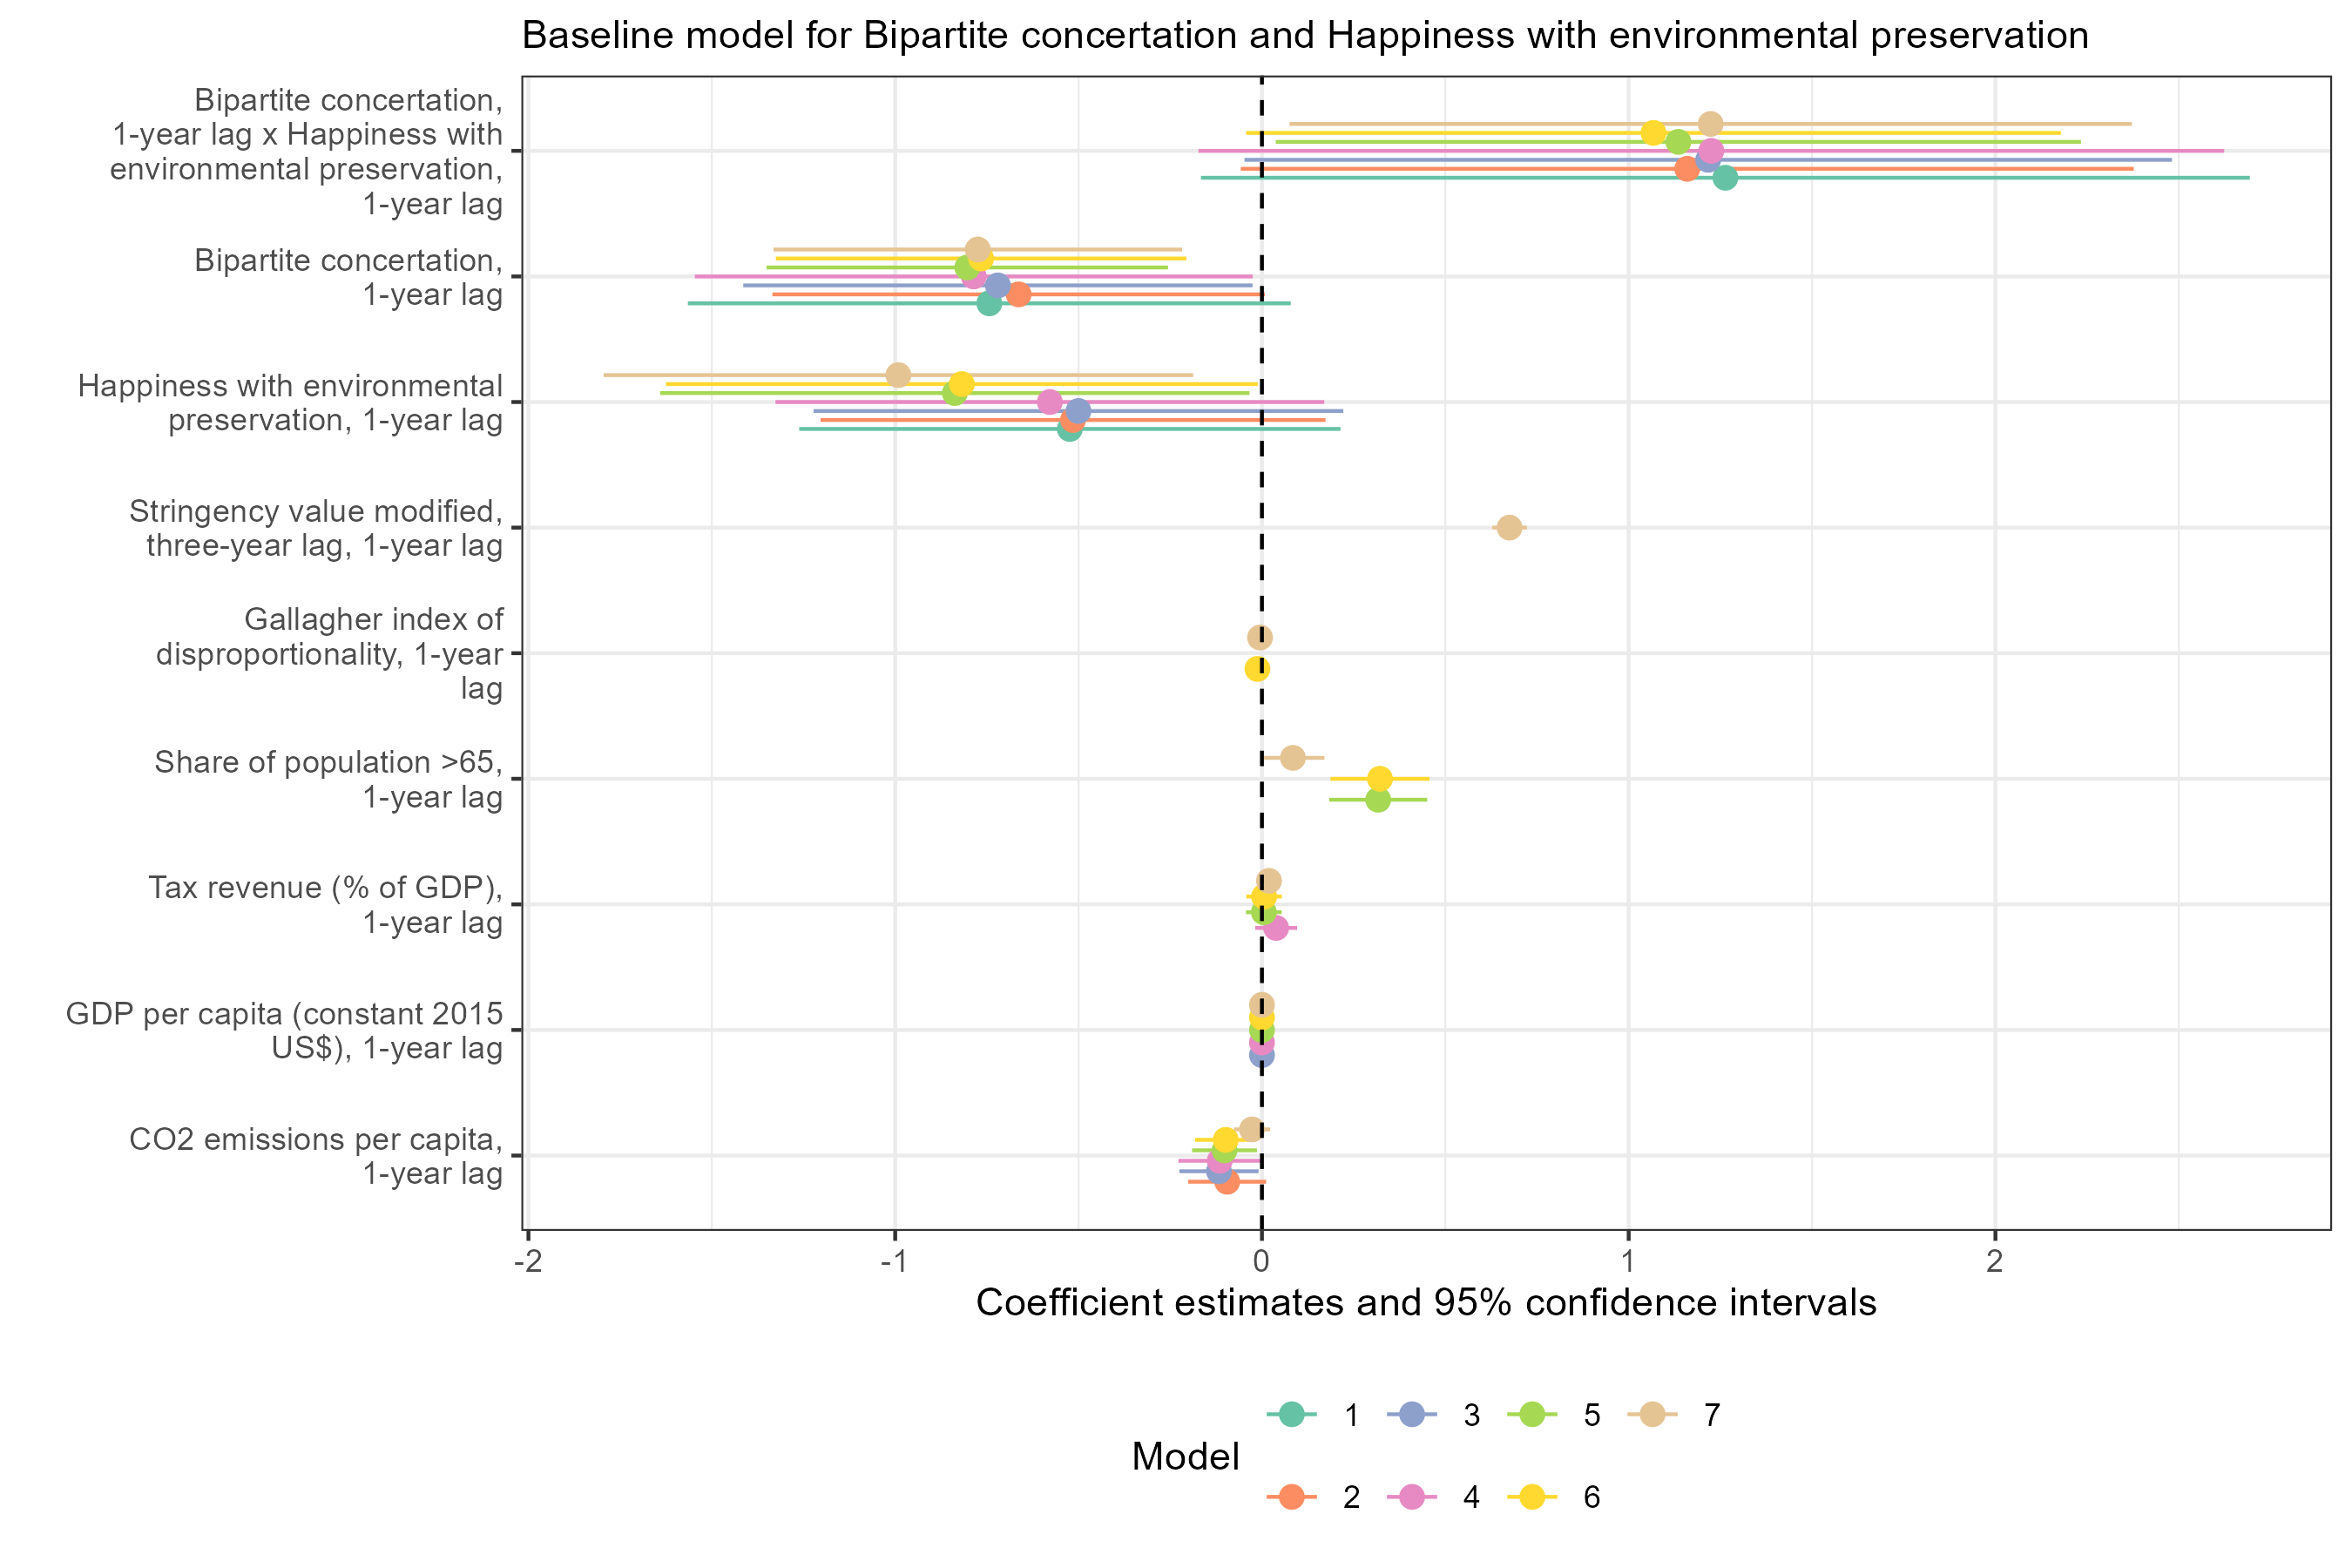 Baseline model for Bipartite concertation and Happiness with environmental preservation
Bipartite concertation,
1-year lag x Happiness with
environmental preservation,
1-year lag
Bipartite concertation,
1-year lag
Happiness with environmental
preservation, 1-year lag
Stringency value modified,
three-year lag, 1-year lag
Gallagher index of
disproportionality, 1-year
lag
Share of population >65,
1-year lag
Tax revenue (% of GDP),
1-year lag
GDP per capita (constant 2015
US$), 1-year lag
CO2 emissions per capita,
1-year lag
-2 -1 0 1 2
Coefficient estimates and 95% confidence intervals
Model
1 3 5 7
2 4 6